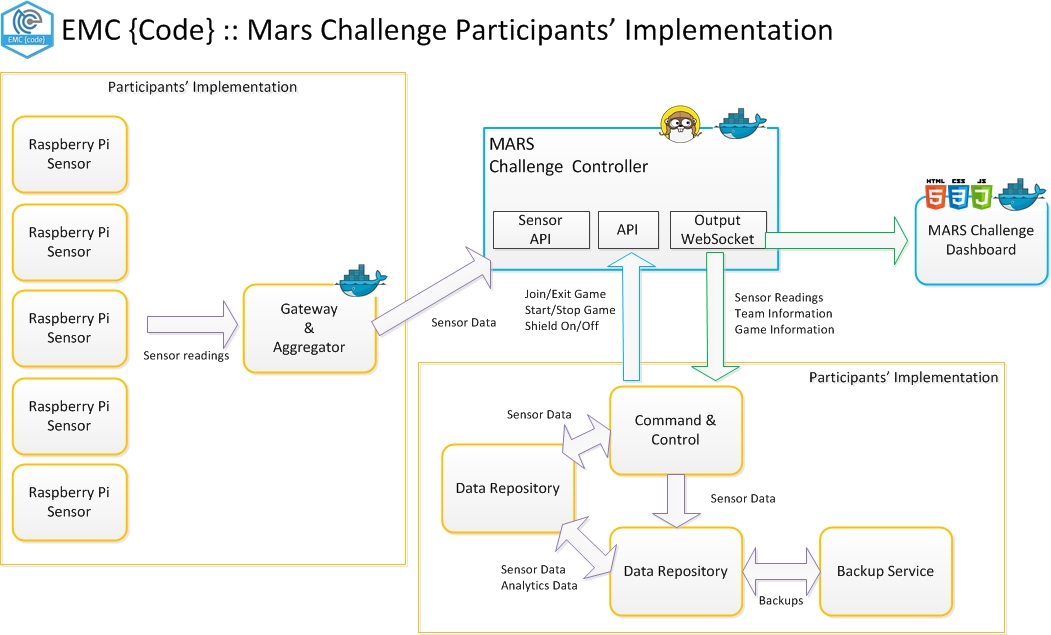 EMC {code}
EMC {Code} :: Mars Challenge Participants’ Implementation
Participants’ Implementation
Raspberry Pi
Sensor
Raspberry Pi
Sensor
Raspberry Pi
Sensor
Raspberry Pi
Sensor
Raspberry Pi
Sensor
Sensor readings
Gateway
&
Aggregator
Sensor Data
MARS
Challenge  Controller
Sensor
API
API
Output
WebSocket
HTML
CSS
JS
5
3
MARS Challenge
Dashboard
Join/Exit Game
Start/Stop Game
Shield On/Off
Sensor Readings
Team Information
Game Information
Participants’ Implementation
Command &
Control
Sensor Data
Data Repository
Sensor Data
Sensor Data
Analytics Data
Data Repository
Backups
Backup Service